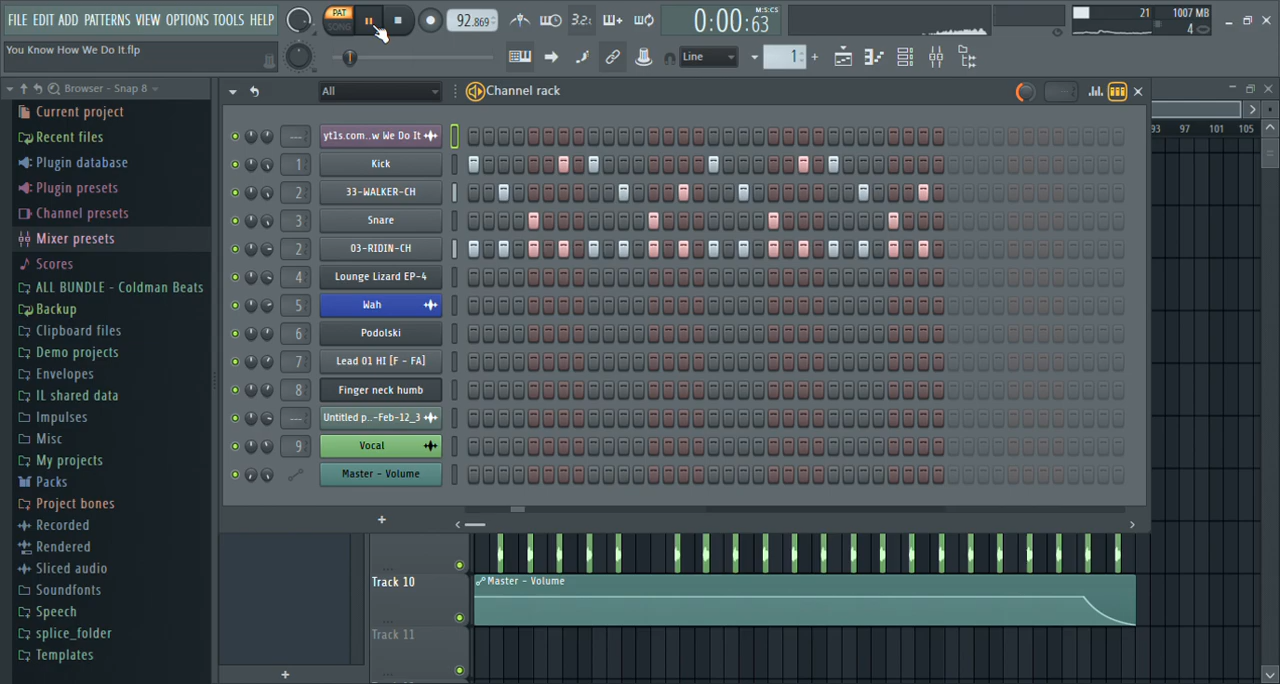 FILE EDIT PATTERNS VIEW OPTIONS TOOLS HELP
PAT
SONG
92.869
3.2:
0:00:63
M:S:CS
21
1007 MB
4
You Know How We Do It.flp
Line
1
Browser - Snap 8
All
Channel rack
93 97 101 105
Current project
Recent files
Plugin database
Plugin presets
Channel presets
Mixer presets
Scores
ALL BUNDLE - Coldman Beats
Backup
Clipboard files
Demo projects
Envelopes
IL shared data
Impulses
Misc
My projects
Packs
Project bones
Recorded
Rendered
Sliced audio
Soundfonts
Speech
splice_folder
Templates
--- yt1s.com..w We Do It
1 Kick
2 33-WALKER-CH
3 Snare
2 03-RIDIN-CH
4 Lounge Lizard EP-4
5 Wah
6 Podolski
7 Lead 01 HI [F - FA]
8 Finger neck humb
--- Untitled p..-Feb-12_3
9 Vocal
Master - Volume
Track 10
Master - Volume
Track 11